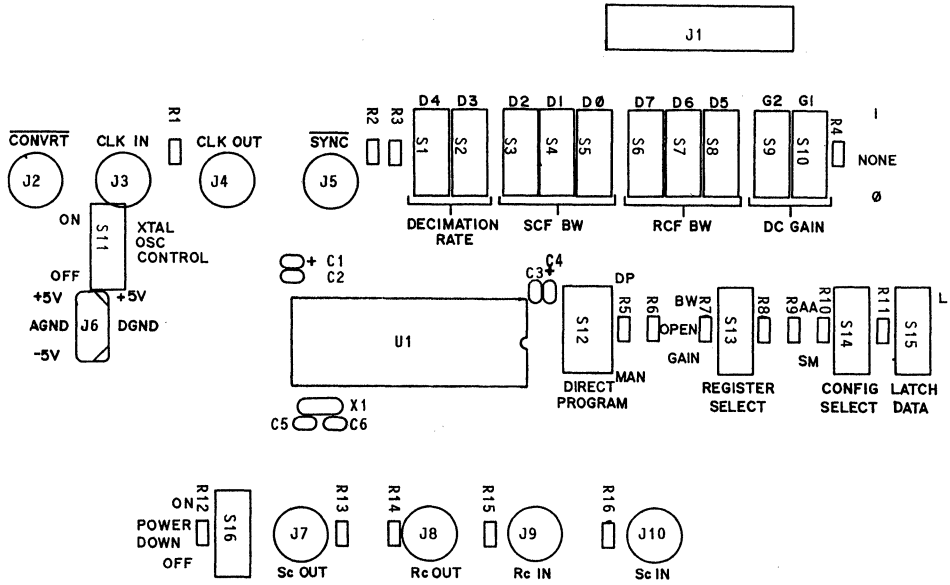 J1
D4 D3 D2 D1 DØ D7 D6 D5 G2 G1
R1 R2 R3 S1 S2 S3 S4 S5 S6 S7 S8 S9 S10 R4
1
NONE
Ø
CONVRT CLK IN CLK OUT SYNC
J2 J3 J4 J5
DECIMATION RATE
SCF BW
RCF BW
DC GAIN
ON
S11
XTAL
OSC
CONTROL
OFF
+5V +5V
AGND J6 DGND
-5V
+ C1
C2
C3 + C4
U1
X1
C5 C6
DP
S12
MAN
DIRECT
PROGRAM
R5 R6
BW
OPEN
GAIN
R7 S13 R8
REGISTER
SELECT
R9
AA
SM
R10 S14 R11
CONFIG
SELECT
L
S15
LATCH
DATA
ON
POWER
DOWN
OFF
R12 S16
J7 R13 R14 J8 R15 J9 R16 J10
Sc OUT Rc OUT Rc IN Sc IN